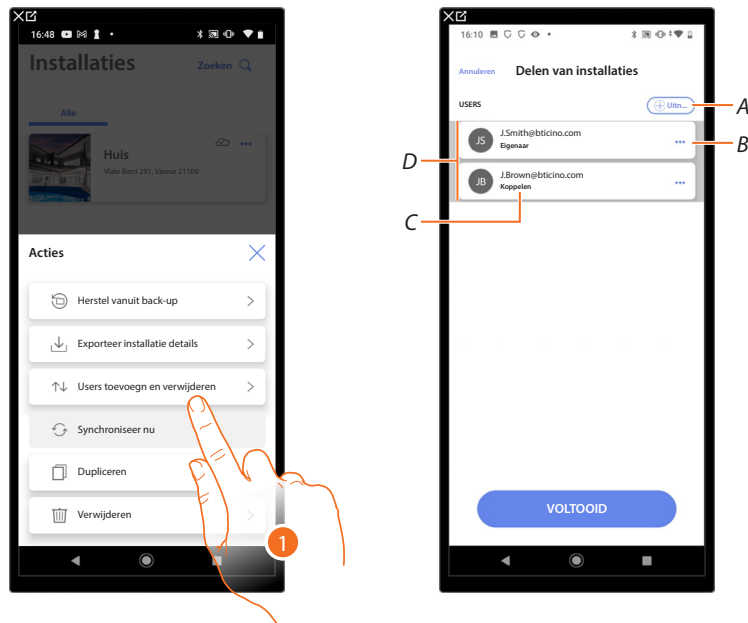 16:48
Installaties
Zoeken
Alle
Huis
Viale Borri 231, Varese 21100
Acties
Herstel vanuit back-up
Exporteer installatie details
Users toevoegn en verwijderen
Synchroniseer nu
Dupliceren
Verwijderen
1
16:10
Annuleren
Delen van installaties
USERS
Uitn...
A
JS
J.Smith@bticino.com
Eigenaar
B
D
JB
J.Brown@bticino.com
Koppelen
C
VOLTOOID